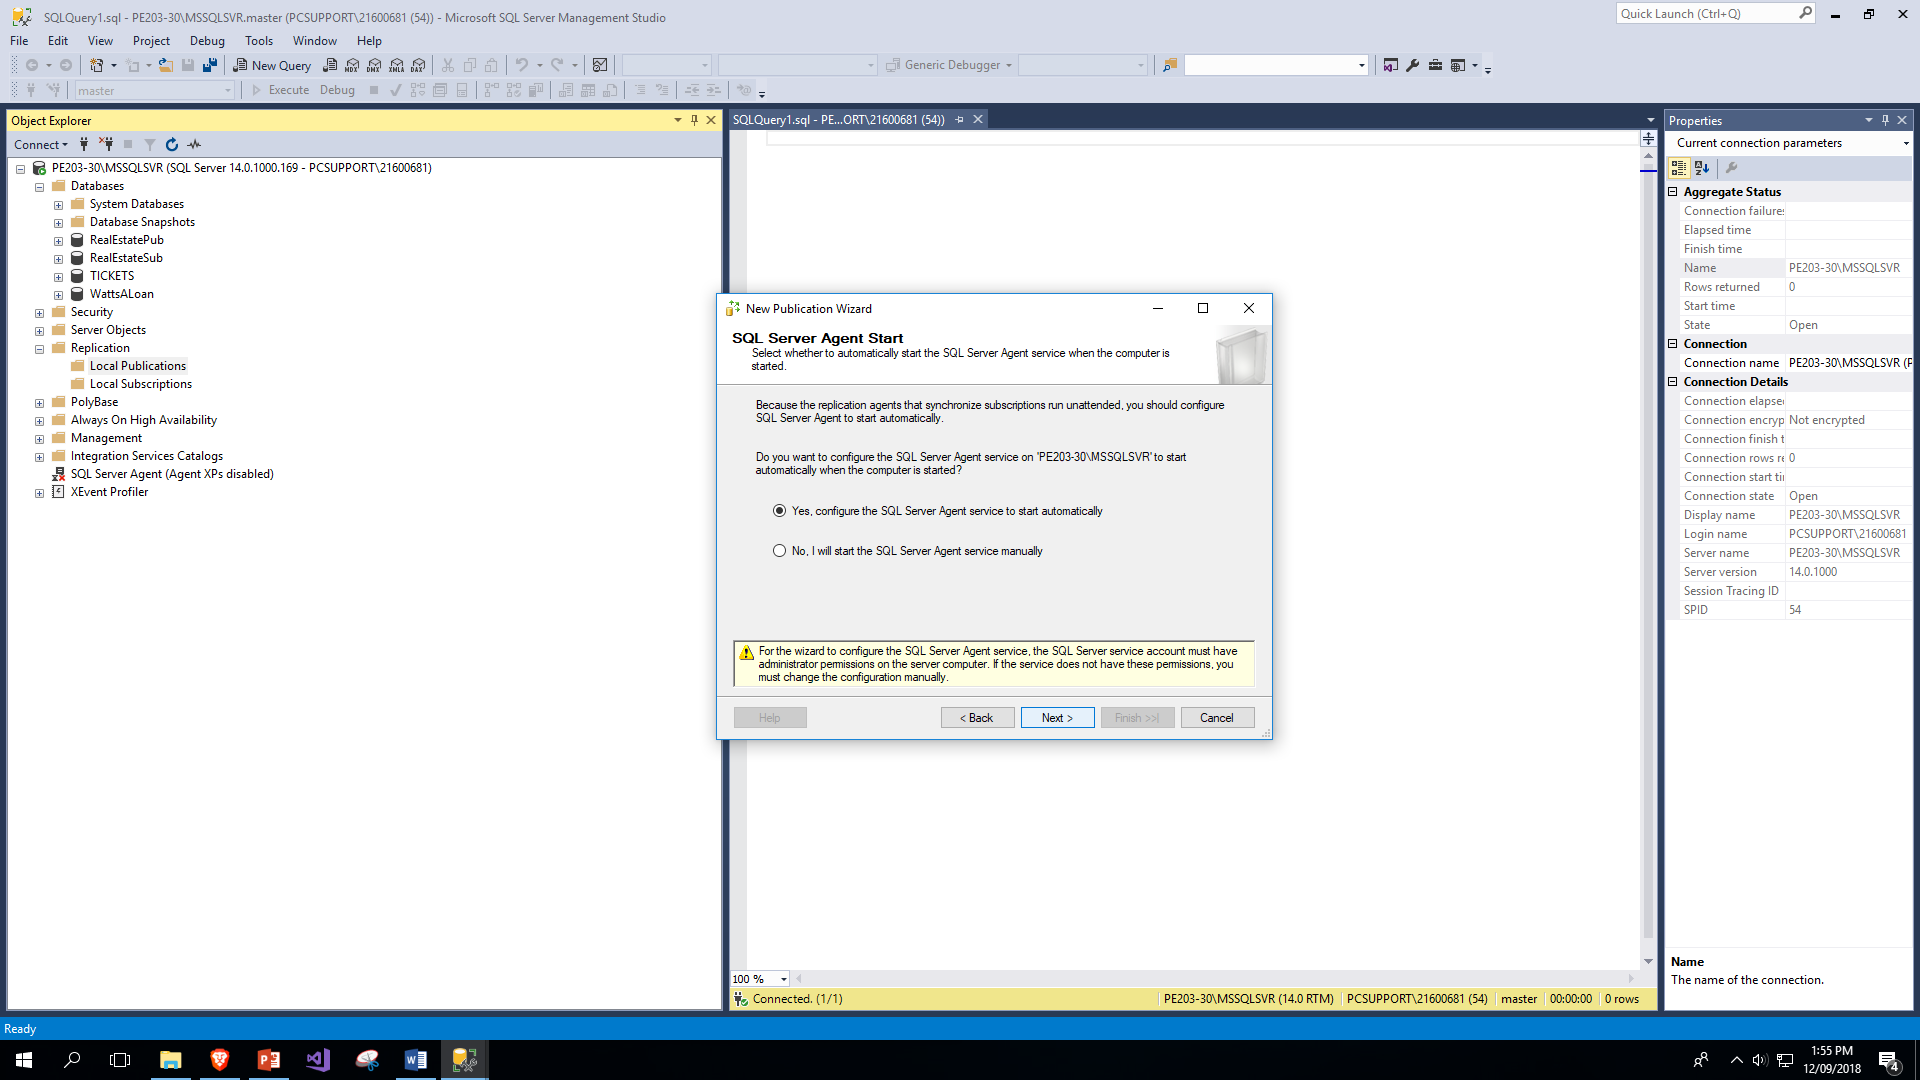 SQLQuery1.sql - PE203-30\MSSQLSVR.master (PCSUPPORT\21600681 (54)) - Microsoft SQL Server Management Studio
Quick Launch (Ctrl+Q)
File Edit View Project Debug Tools Window Help
New Query
MDX DMX XMLA DAX
Generic Debugger
master
Execute Debug
Object Explorer
Connect
PE203-30\MSSQLSVR (SQL Server 14.0.1000.169 - PCSUPPORT\21600681)
Databases
System Databases
Database Snapshots
RealEstatePub
RealEstateSub
TICKETS
WattsALoan
Security
Server Objects
Replication
Local Publications
Local Subscriptions
PolyBase
Always On High Availability
Management
Integration Services Catalogs
SQL Server Agent (Agent XPs disabled)
XEvent Profiler
SQLQuery1.sql - PE...ORT\21600681 (54))
New Publication Wizard
SQL Server Agent Start
Select whether to automatically start the SQL Server Agent service when the computer is
started.
Because the replication agents that synchronize subscriptions run unattended, you should configure
SQL Server Agent to start automatically.
Do you want to configure the SQL Server Agent service on 'PE203-30\MSSQLSVR' to start
automatically when the computer is started?
Yes, configure the SQL Server Agent service to start automatically
No, I will start the SQL Server Agent service manually
For the wizard to configure the SQL Server Agent service, the SQL Server service account must have
administrator permissions on the server computer. If the service does not have these permissions, you
must change the configuration manually.
Help < Back Next > Finish >>| Cancel
100 %
Connected. (1/1)
PE203-30\MSSQLSVR (14.0 RTM) PCSUPPORT\21600681 (54) master 00:00:00 0 rows
Properties
Current connection parameters
Aggregate Status
Connection failures
Elapsed time
Finish time
Name PE203-30\MSSQLSVR
Rows returned 0
Start time
State Open
Connection
Connection name PE203-30\MSSQLSVR (P
Connection Details
Connection elapse
Connection encryp Not encrypted
Connection finish t
Connection rows re 0
Connection start ti
Connection state Open
Display name PE203-30\MSSQLSVR
Login name PCSUPPORT\21600681
Server name PE203-30\MSSQLSVR
Server version 14.0.1000
Session Tracing ID
SPID 54
Name
The name of the connection.
Ready
1:55 PM
12/09/2018
4